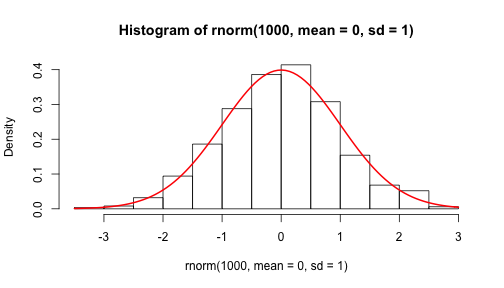 Histogram of rnorm(1000, mean = 0, sd = 1)
Density
0.4
0.3
0.2
0.1
0.0
-3 -2 -1 0 1 2 3
rnorm(1000, mean = 0, sd = 1)